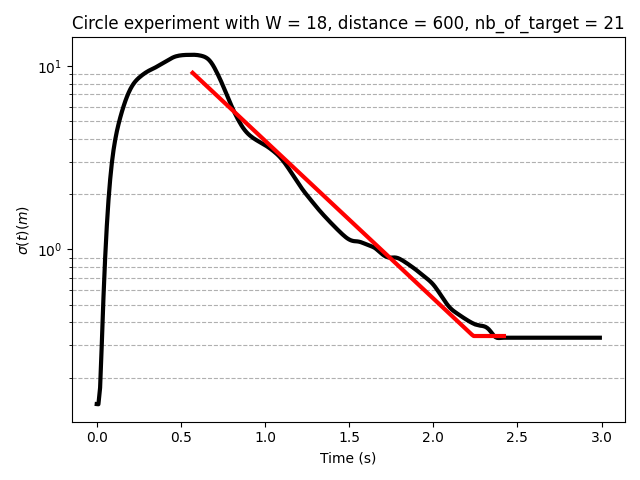 Circle experiment with W = 18, distance = 600, nb_of_target = 21
10¹
10⁰
σ(t)(m)
0.0 0.5 1.0 1.5 2.0 2.5 3.0
Time (s)